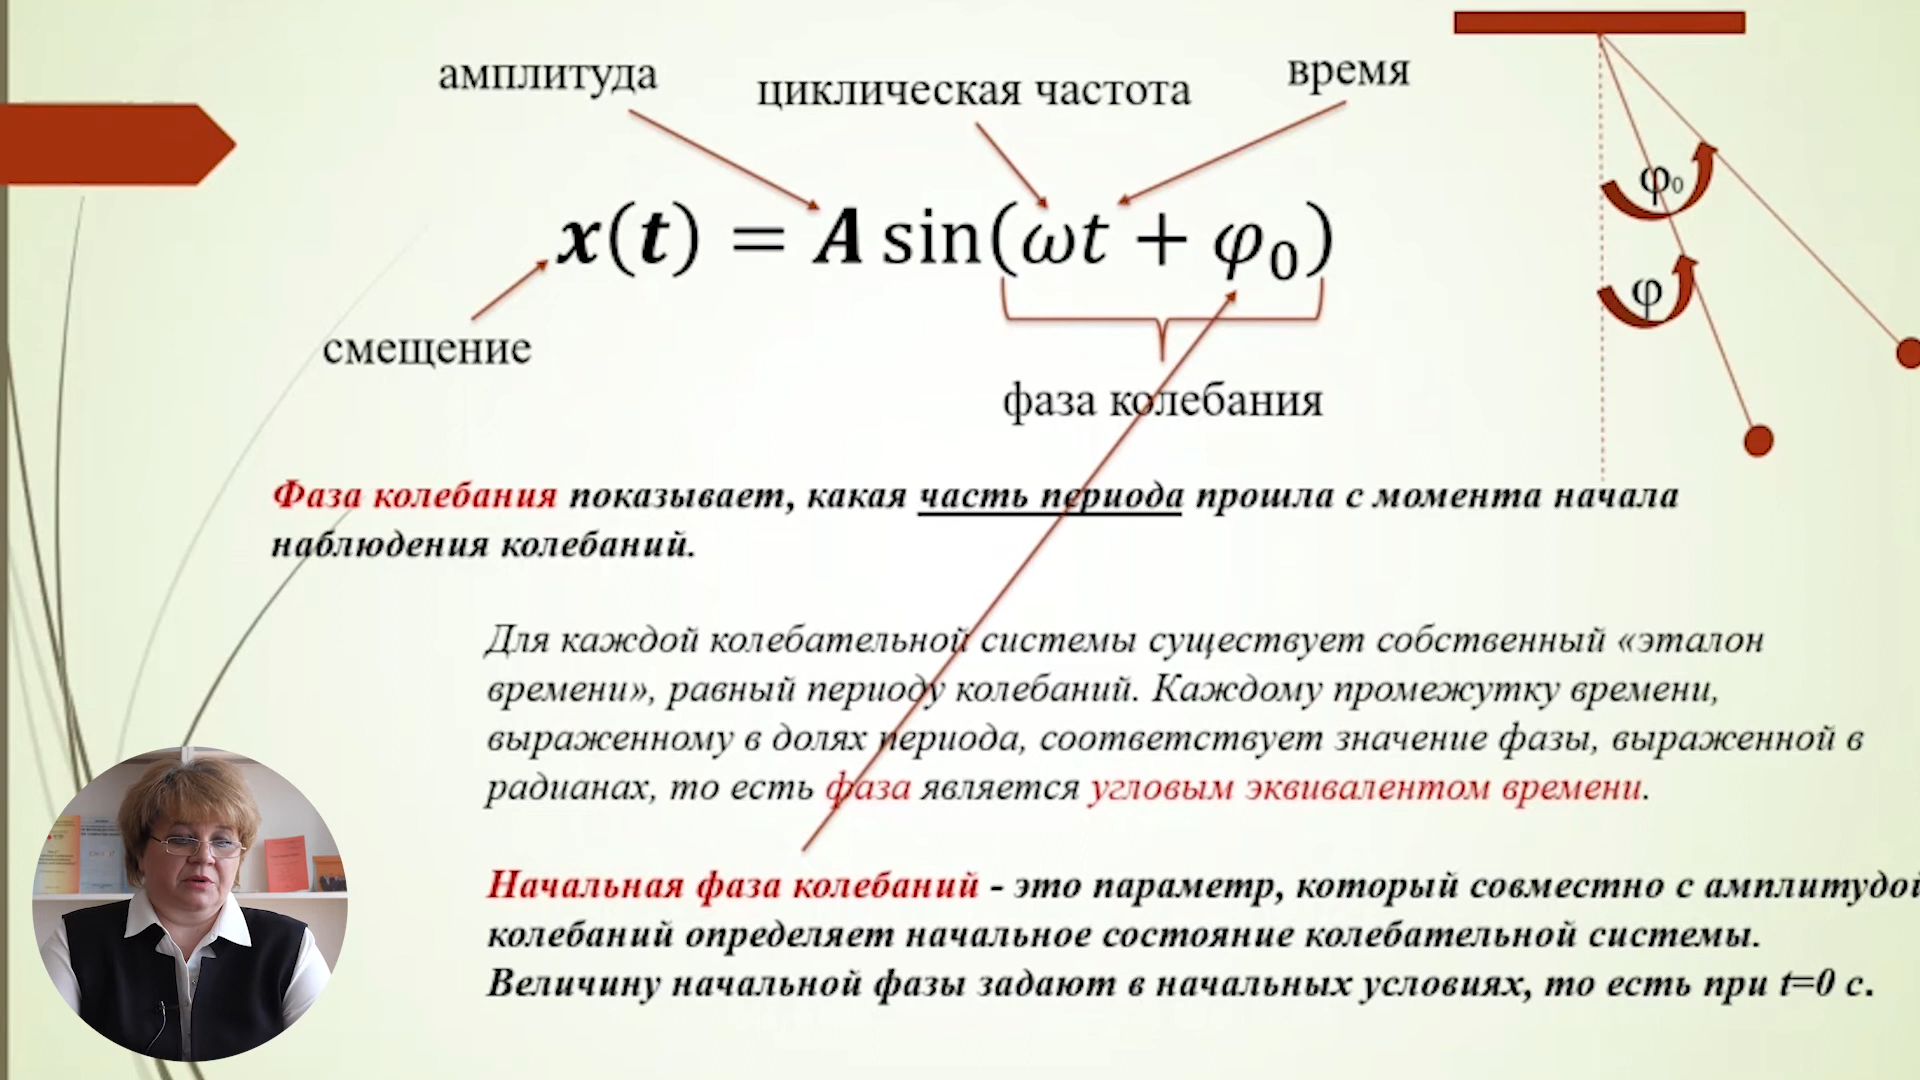 амплитуда
циклическая частота
время
x(t) = A sin(ωt + φ₀)
φ₀
φ
смещение
фаза колебания
Фаза колебания показывает, какая часть периода прошла с момента начала
наблюдения колебаний.
Для каждой колебательной системы существует собственный «эталон
времени», равный периоду колебаний. Каждому промежутку времени,
выраженному в долях периода, соответствует значение фазы, выраженной в
радианах, то есть фаза является угловым эквивалентом времени.
Начальная фаза колебаний - это параметр, который совместно с амплитудой
колебаний определяет начальное состояние колебательной системы.
Величину начальной фазы задают в начальных условиях, то есть при t=0 с.